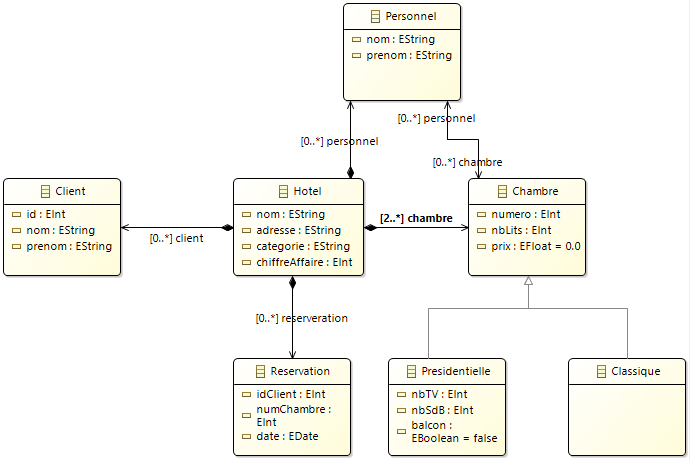 Personnel
nom : EString
prenom : EString
[0..*] personnel
[0..*] personnel
[0..*] chambre
Client
id : EInt
nom : EString
prenom : EString
[0..*] client
Hotel
nom : EString
adresse : EString
categorie : EString
chiffreAffaire : EInt
[2..*] chambre
Chambre
numero : EInt
nbLits : EInt
prix : EFloat = 0.0
[0..*] reserveration
Reservation
idClient : EInt
numChambre :
EInt
date : EDate
Presidentielle
nbTV : EInt
nbSdB : EInt
balcon :
EBoolean = false
Classique